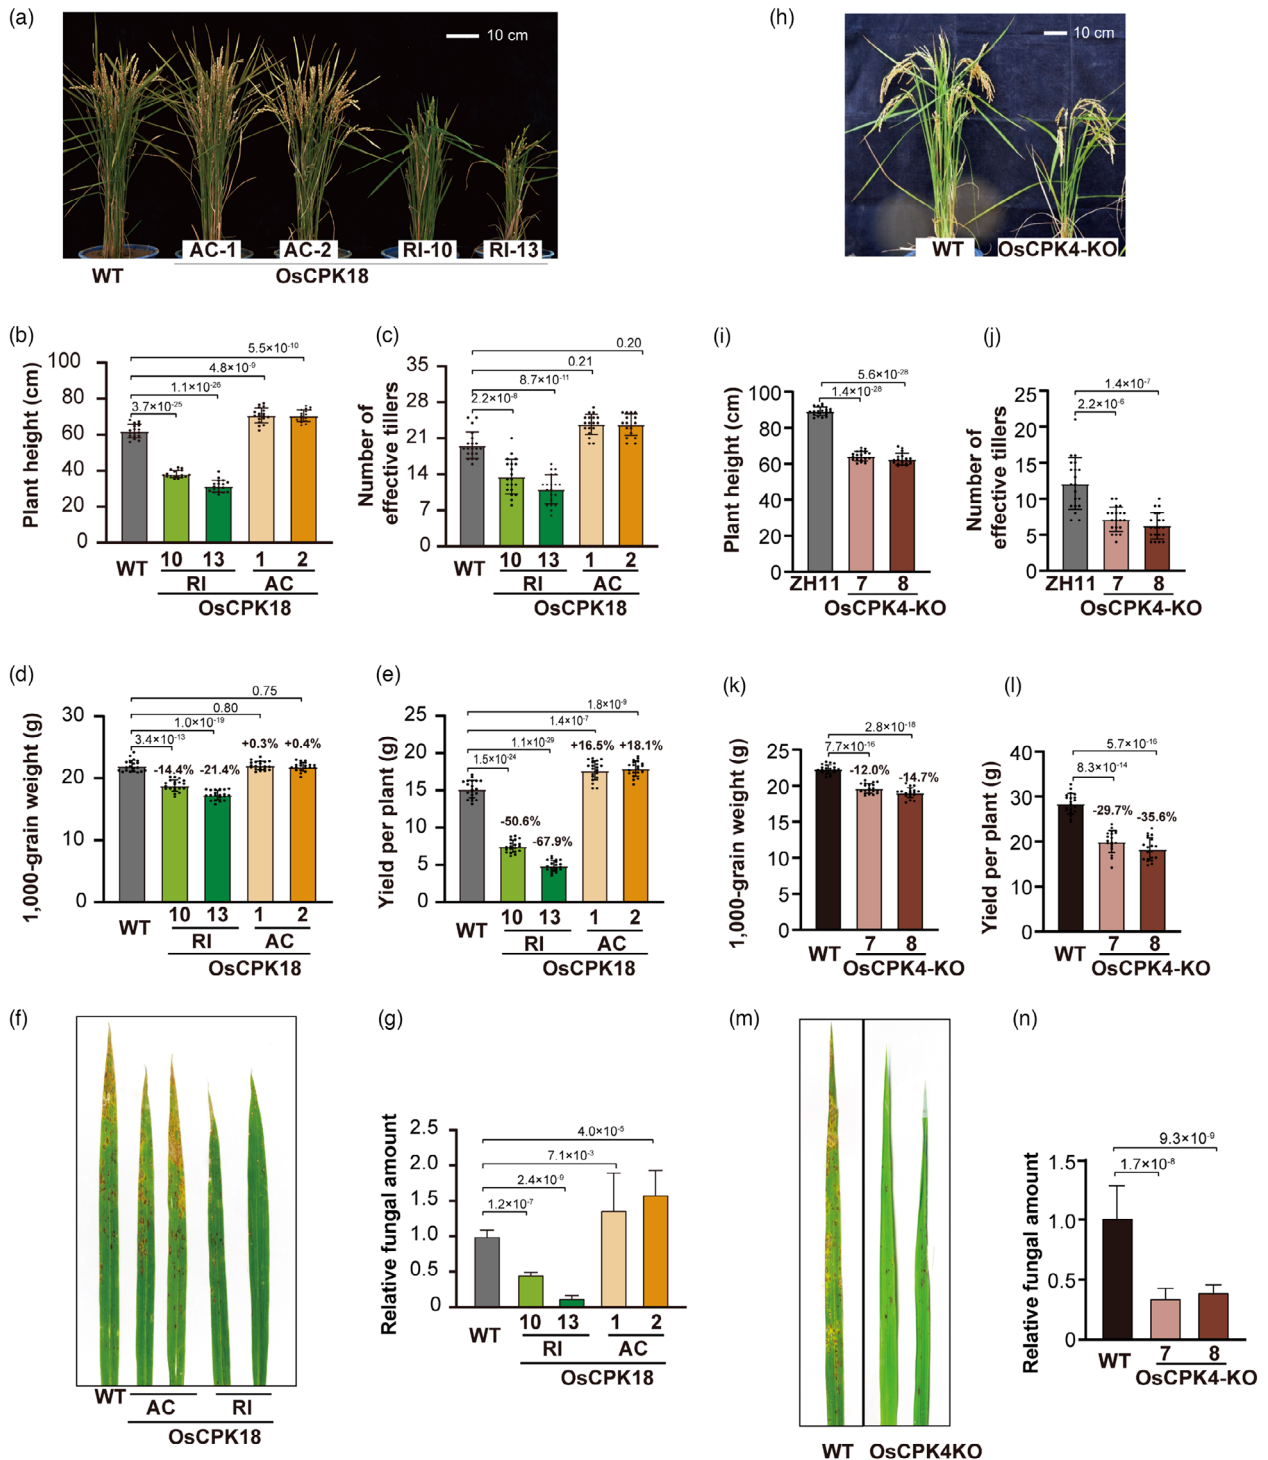 (a)
10 cm
AC-1
AC-2
RI-10
RI-13
WT
OsCPK18
(h)
10 cm
WT
OsCPK4-KO
(b)
Plant height (cm)
100
80
60
40
20
0
5.5×10-10
4.8×10-9
1.1×10-26
3.7×10-25
WT
10
13
1
2
RI
AC
OsCPK18
(c)
Number of
effective tillers
35
28
21
14
7
0
0.20
0.21
8.7×10-11
2.2×10-8
WT
10
13
1
2
RI
AC
OsCPK18
(i)
Plant height (cm)
100
80
60
40
20
0
5.6×10-28
1.4×10-28
ZH11
7
8
OsCPK4-KO
(j)
Number of
effective tillers
25
20
15
10
5
0
1.4×10-7
2.2×10-6
ZH11
7
8
OsCPK4-KO
(d)
1,000-grain weight (g)
30
20
10
0
0.75
0.80
1.0×10-19
3.4×10-13
-14.4%
-21.4%
+0.3%
+0.4%
WT
10
13
1
2
RI
AC
OsCPK18
(e)
Yield per plant (g)
25
20
15
10
5
0
1.8×10-9
1.4×10-7
1.1×10-29
1.5×10-24
+16.5%
+18.1%
-50.6%
-67.9%
WT
10
13
1
2
RI
AC
OsCPK18
(k)
1,000-grain weight (g)
25
20
15
10
5
0
2.8×10-18
7.7×10-16
-12.0%
-14.7%
WT
7
8
OsCPK4-KO
(l)
Yield per plant (g)
40
30
20
10
0
5.7×10-16
8.3×10-14
-29.7%
-35.6%
WT
7
8
OsCPK4-KO
(f)
WT
AC
RI
OsCPK18
(g)
Relative fungal amount
2.5
2.0
1.5
1.0
0.5
0
4.0×10-5
7.1×10-3
2.4×10-9
1.2×10-7
WT
10
13
1
2
RI
AC
OsCPK18
(m)
WT
OsCPK4KO
(n)
Relative fungal amount
1.5
1.0
0.5
0
9.3×10-9
1.7×10-8
WT
7
8
OsCPK4-KO